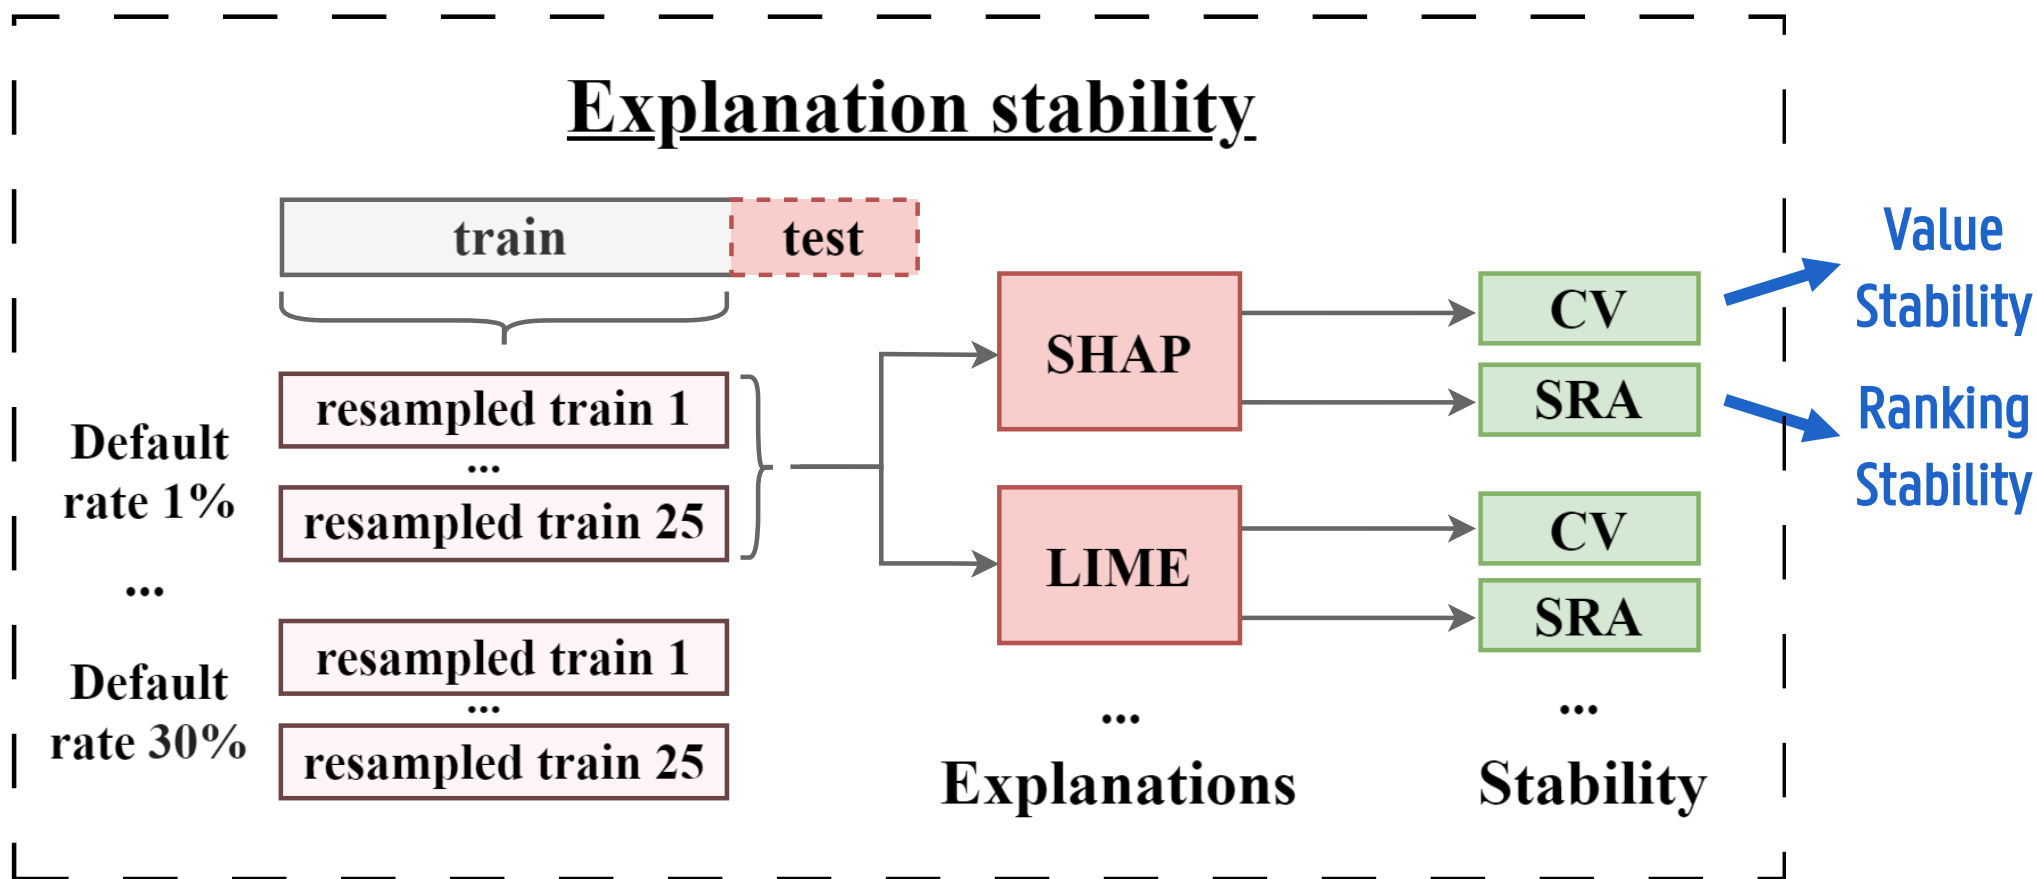 Explanation stability
train
test
Value
Stability
CV
SHAP
SRA
Ranking
Stability
Default
rate 1%
resampled train 1
...
resampled train 25
LIME
CV
SRA
...
Default
rate 30%
resampled train 1
...
resampled train 25
...
...
Explanations
Stability